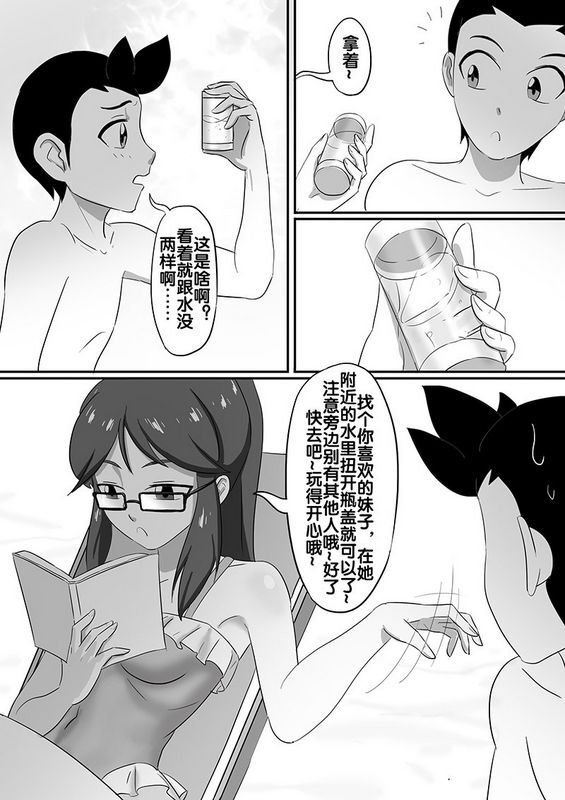 拿着~
这是啥啊？
看着就跟水没
两样啊……
找个你喜欢的妹子，在她
附近的水里扭开瓶盖就可以了~
注意旁边别有其他人哦~好了
快去吧~玩得开心哦~